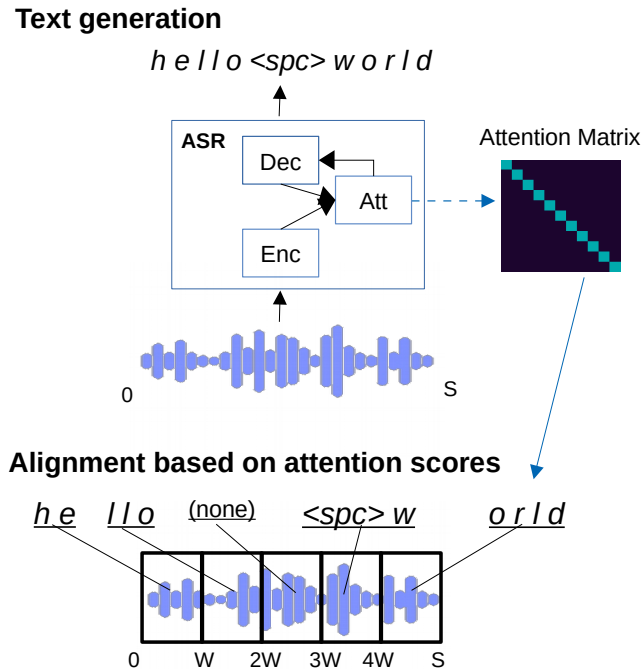 Text generation
h e l l o <spc> w o r l d
ASR
Attention Matrix
Dec
Att
Enc
0
S
Alignment based on attention scores
h e l l o (none) <spc> w o r l d
0 W 2W 3W 4W S